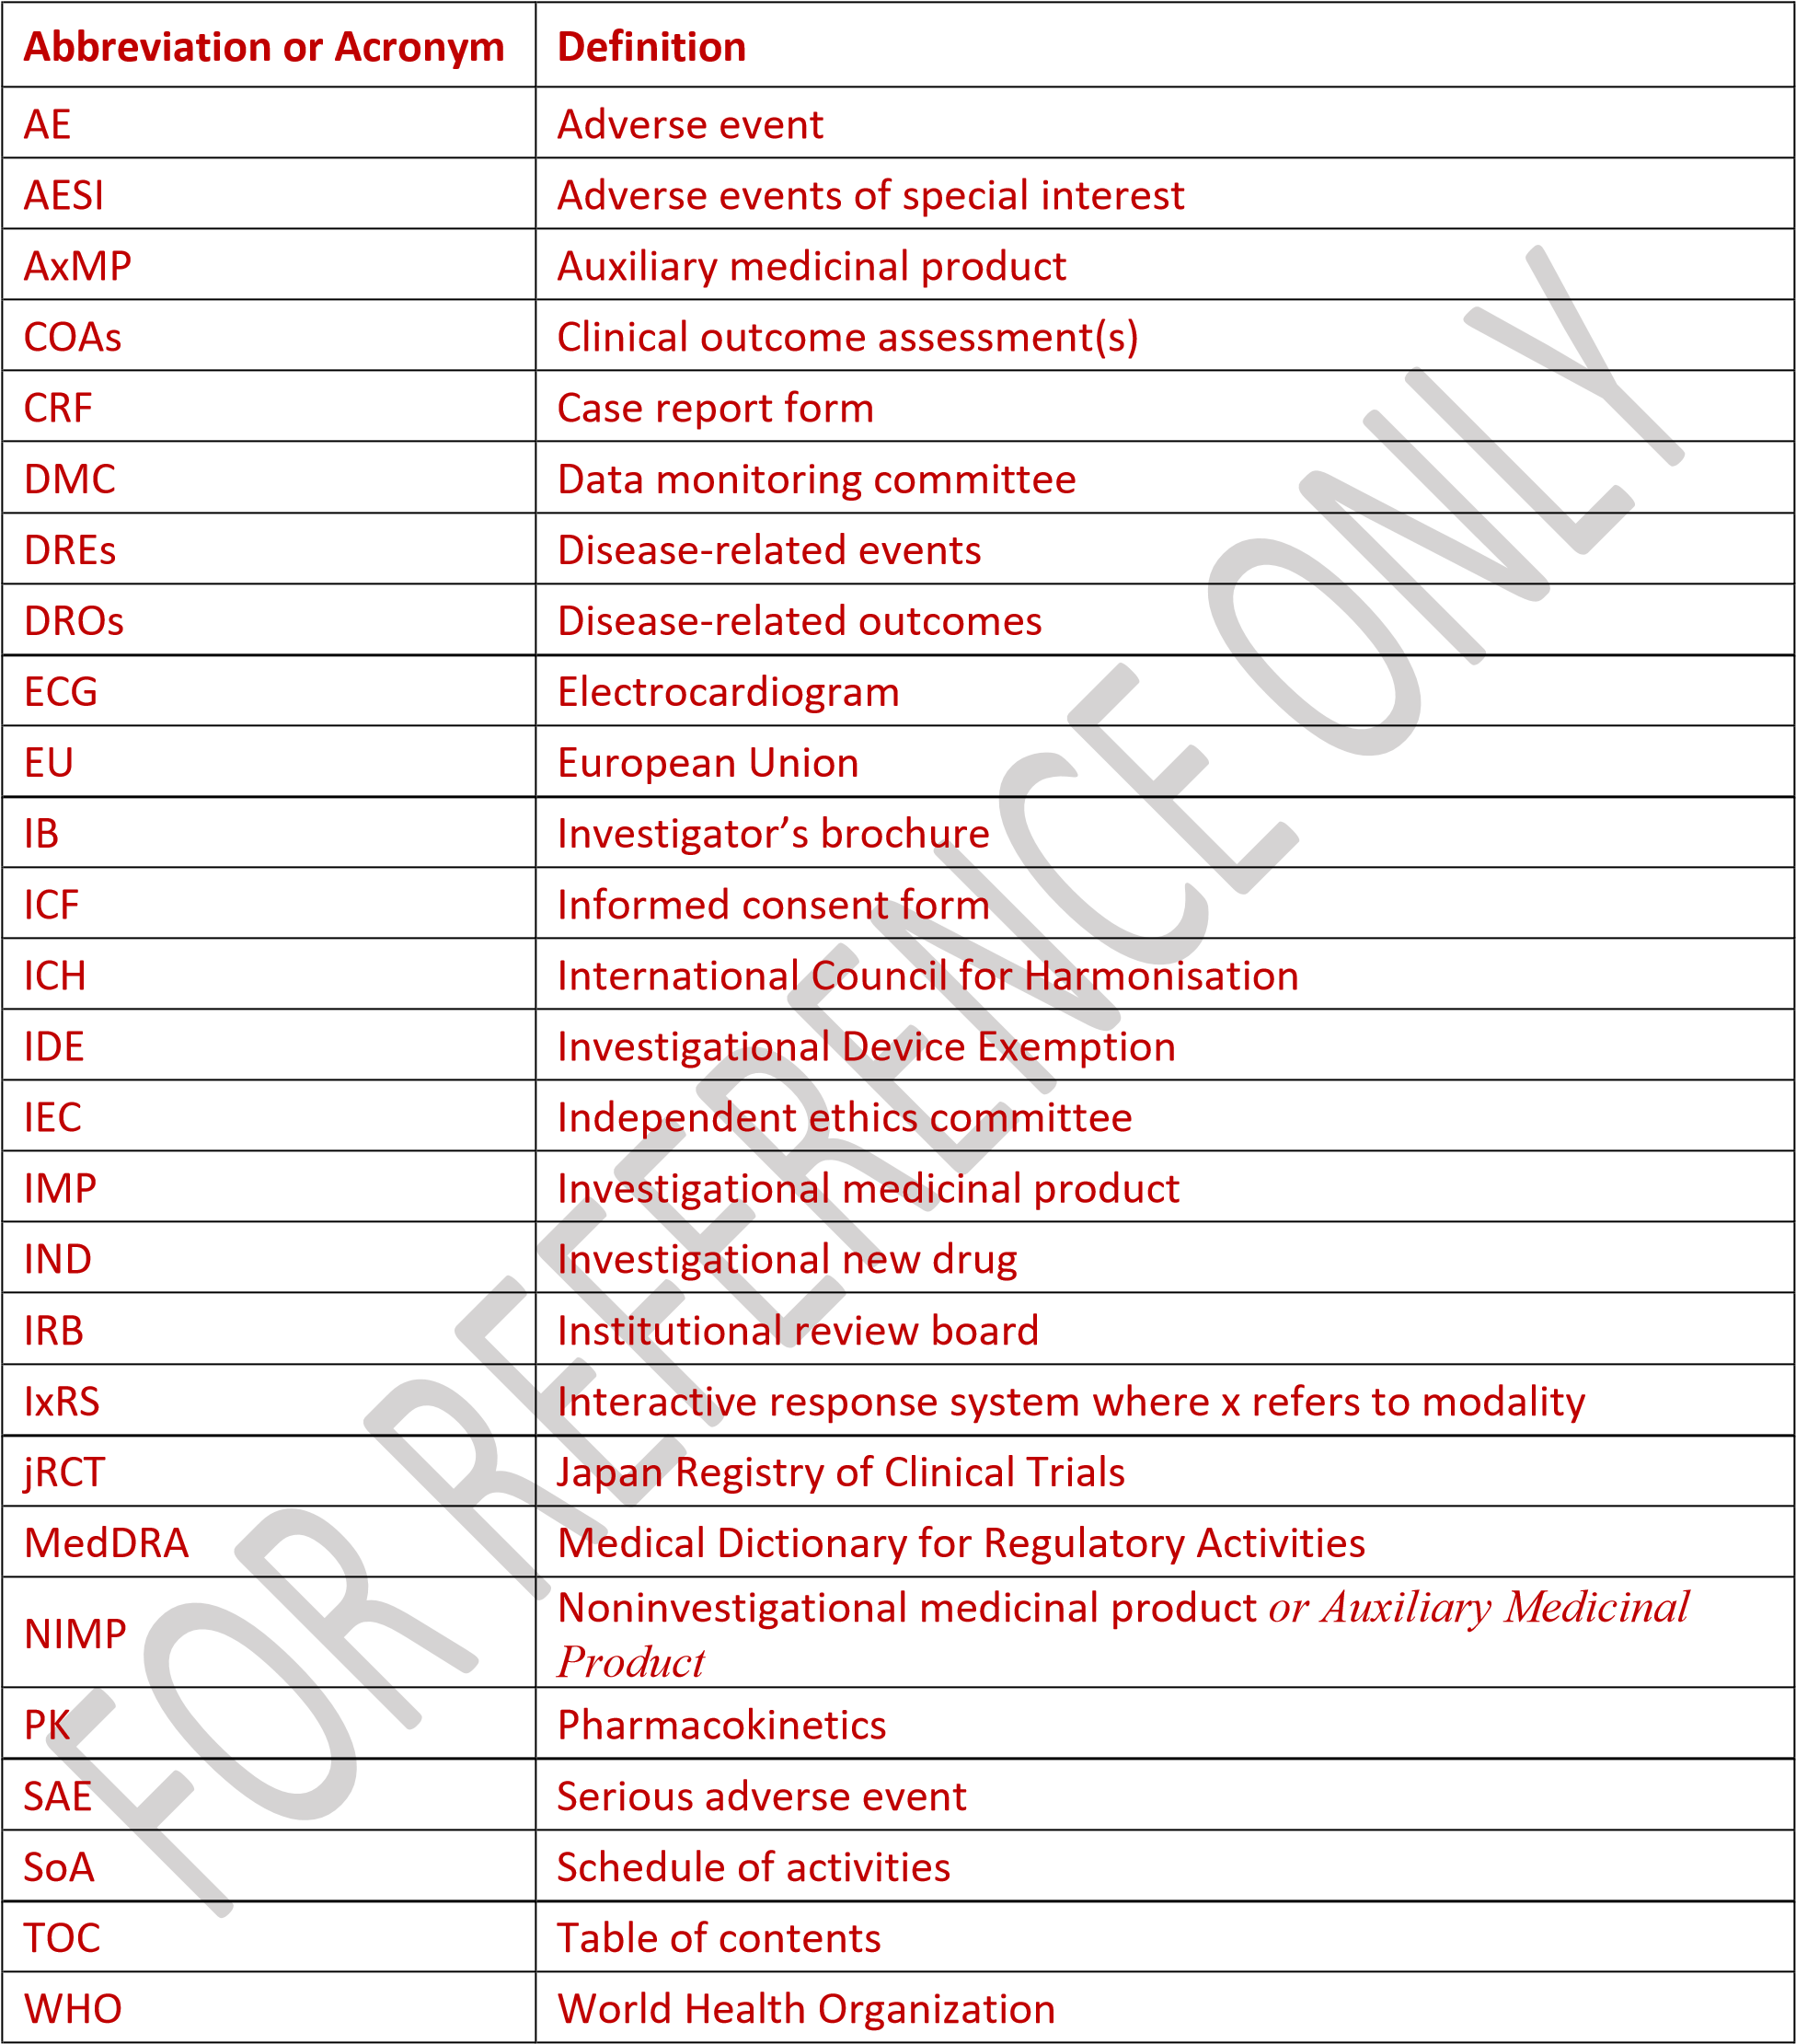 Abbreviation or Acronym Definition
AE Adverse event
AESI Adverse events of special interest
AxMP Auxiliary medicinal product
COAs Clinical outcome assessment(s)
CRF Case report form
DMC Data monitoring committee
DREs Disease-related events
DROs Disease-related outcomes
ECG Electrocardiogram
EU European Union
IB Investigator’s brochure
ICF Informed consent form
ICH International Council for Harmonisation
IDE Investigational Device Exemption
IEC Independent ethics committee
IMP Investigational medicinal product
IND Investigational new drug
IRB Institutional review board
IxRS Interactive response system where x refers to modality
jRCT Japan Registry of Clinical Trials
MedDRA Medical Dictionary for Regulatory Activities
NIMP Noninvestigational medicinal product or Auxiliary Medicinal
Product
PK Pharmacokinetics
SAE Serious adverse event
SoA Schedule of activities
TOC Table of contents
WHO World Health Organization
FOR REFERENCE ONLY